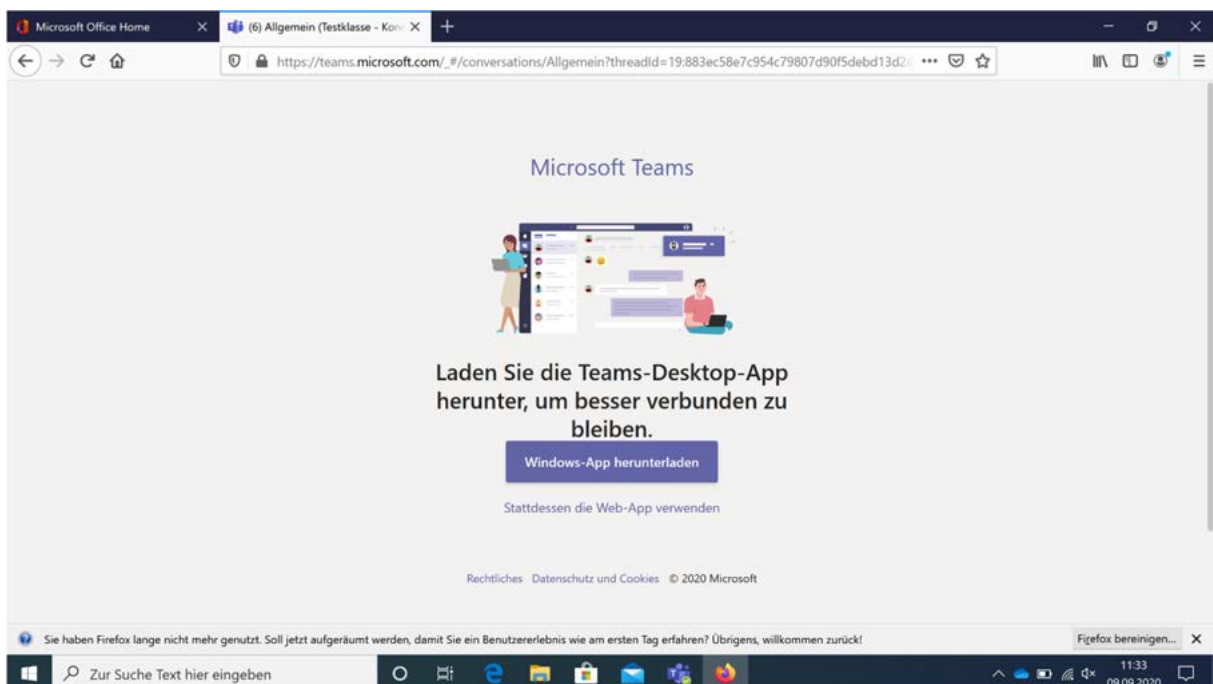 Microsoft Office Home
(6) Allgemein (Testklasse - Kon
https://teams.microsoft.com/_#/conversations/Allgemein?threadId=19:883ec58e7c954c79807d90f5debd13d2
Microsoft Teams
Laden Sie die Teams-Desktop-App
herunter, um besser verbunden zu
bleiben.
Windows-App herunterladen
Stattdessen die Web-App verwenden
Rechtliches Datenschutz und Cookies © 2020 Microsoft
Sie haben Firefox lange nicht mehr genutzt. Soll jetzt aufgeräumt werden, damit Sie ein Benutzererlebnis wie am ersten Tag erfahren? Übrigens, willkommen zurück! Firefox bereinigen...
Zur Suche Text hier eingeben
11:33
09.09.2020